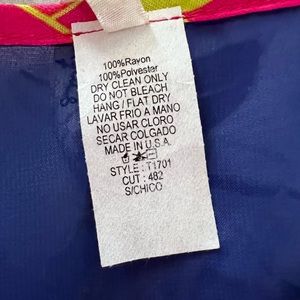 100%Rayon
100%Polyester
DRY CLEAN ONLY
DO NOT BLEACH
HANG / FLAT DRY
LAVAR FRIO A MANO
NO USAR CLORO
SECAR COLGADO
MADE IN U.S.A.
STYLE : T1701
CUT : 482
S/CHICO